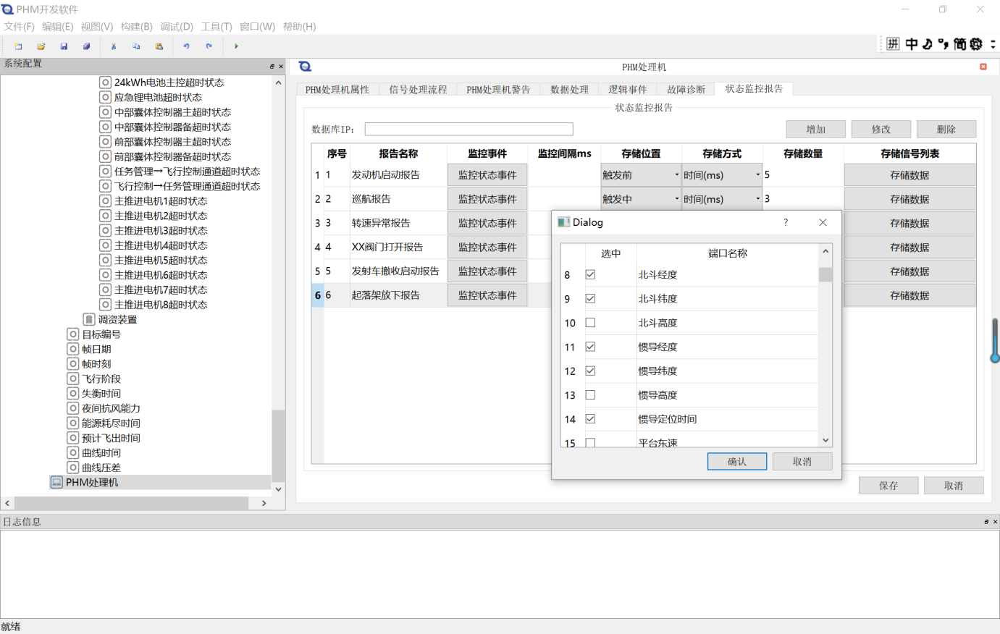 PHM开发软件
文件(F) 编辑(E) 视图(V) 构建(B) 调试(D) 工具(T) 窗口(W) 帮助(H)
拼 中 简
系统配置
24kWh电池主控超时状态
应急锂电池超时状态
中部囊体控制器主超时状态
中部囊体控制器备超时状态
前部囊体控制器主超时状态
前部囊体控制器备超时状态
任务管理→飞行控制通道超时状态
飞行控制→任务管理通道超时状态
主推进电机1超时状态
主推进电机2超时状态
主推进电机3超时状态
主推进电机4超时状态
主推进电机5超时状态
主推进电机6超时状态
主推进电机7超时状态
主推进电机8超时状态
调资装置
目标编号
帧日期
帧时刻
飞行阶段
失衡时间
夜间抗风能力
能源耗尽时间
预计飞出时间
曲线时间
曲线压差
PHM处理机
PHM处理机
PHM处理机属性 信号处理流程 PHM处理机警告 数据处理 逻辑事件 故障诊断 状态监控报告
状态监控报告
数据库IP: 增加 修改 删除
序号 报告名称 监控事件 监控间隔ms 存储位置 存储方式 存储数量 存储信号列表
1 1 发动机启动报告 监控状态事件 触发前 时间(ms) 5 存储数据
2 2 巡航报告 监控状态事件 触发中 时间(ms) 3 存储数据
3 3 转速异常报告 监控状态事件 存储数据
4 4 XX阀门打开报告 监控状态事件 存储数据
5 5 发射车撤收启动报告 监控状态事件 存储数据
6 6 起落架放下报告 监控状态事件 存储数据
Dialog ?
选中 端口名称
8 北斗经度
9 北斗纬度
10 北斗高度
11 惯导经度
12 惯导纬度
13 惯导高度
14 惯导定位时间
15 平台东速
确认 取消
保存 取消
日志信息
就绪